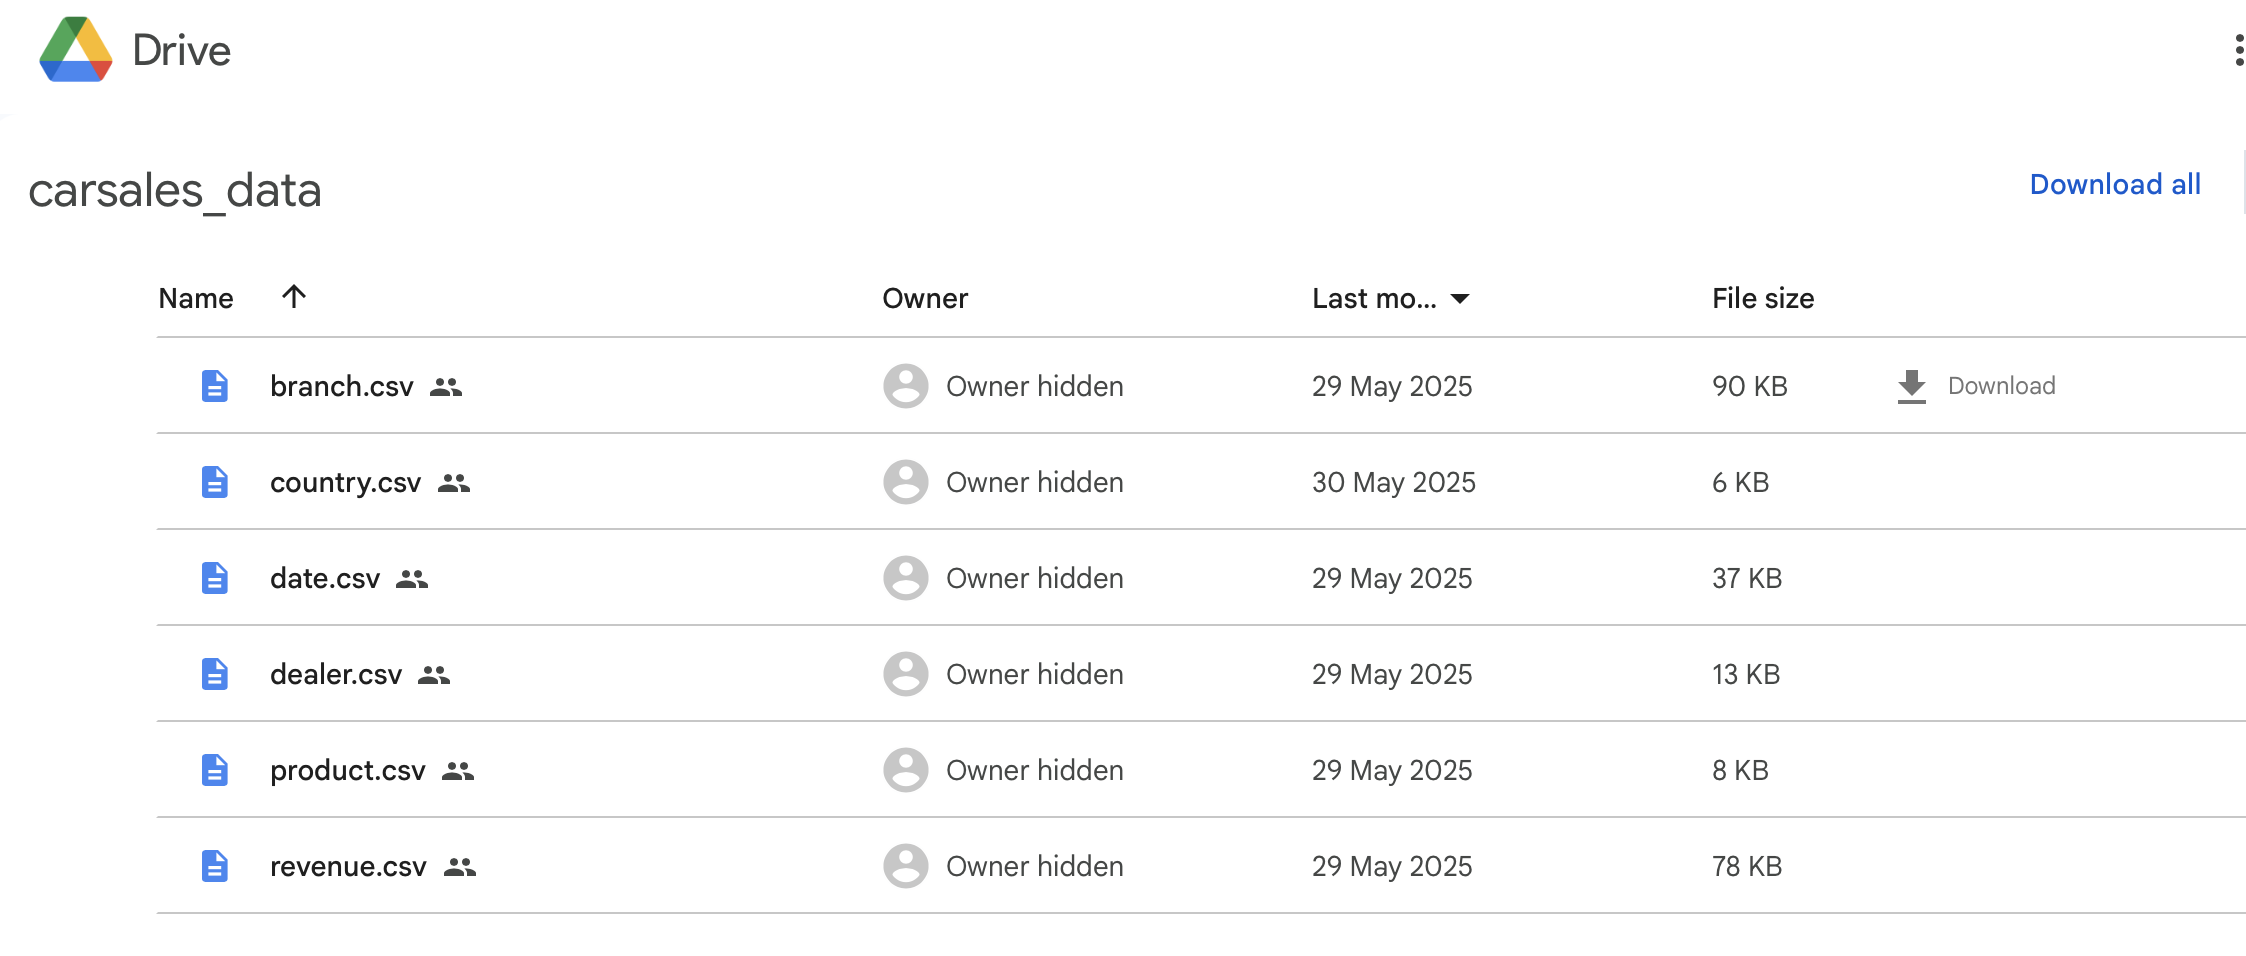 Drive
carsales_data
Download all
Name Owner Last mo... File size
branch.csv Owner hidden 29 May 2025 90 KB Download
country.csv Owner hidden 30 May 2025 6 KB
date.csv Owner hidden 29 May 2025 37 KB
dealer.csv Owner hidden 29 May 2025 13 KB
product.csv Owner hidden 29 May 2025 8 KB
revenue.csv Owner hidden 29 May 2025 78 KB